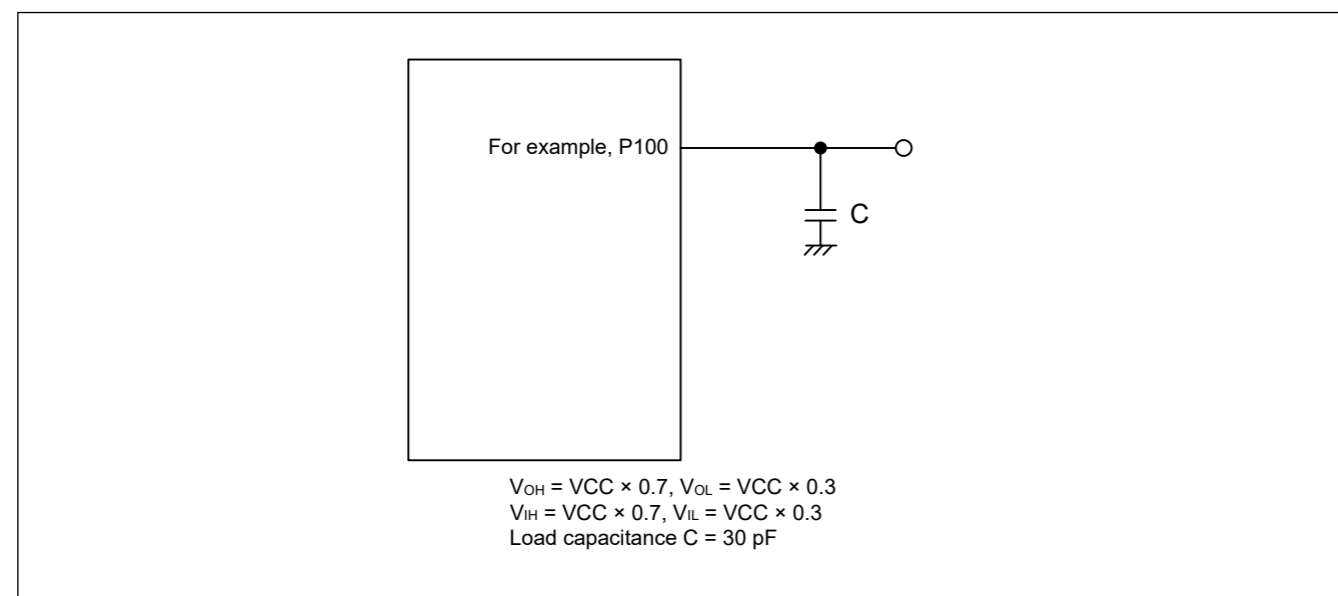 For example, P100
C
VOH = VCC × 0.7, VOL = VCC × 0.3
VIH = VCC × 0.7, VIL = VCC × 0.3
Load capacitance C = 30 pF